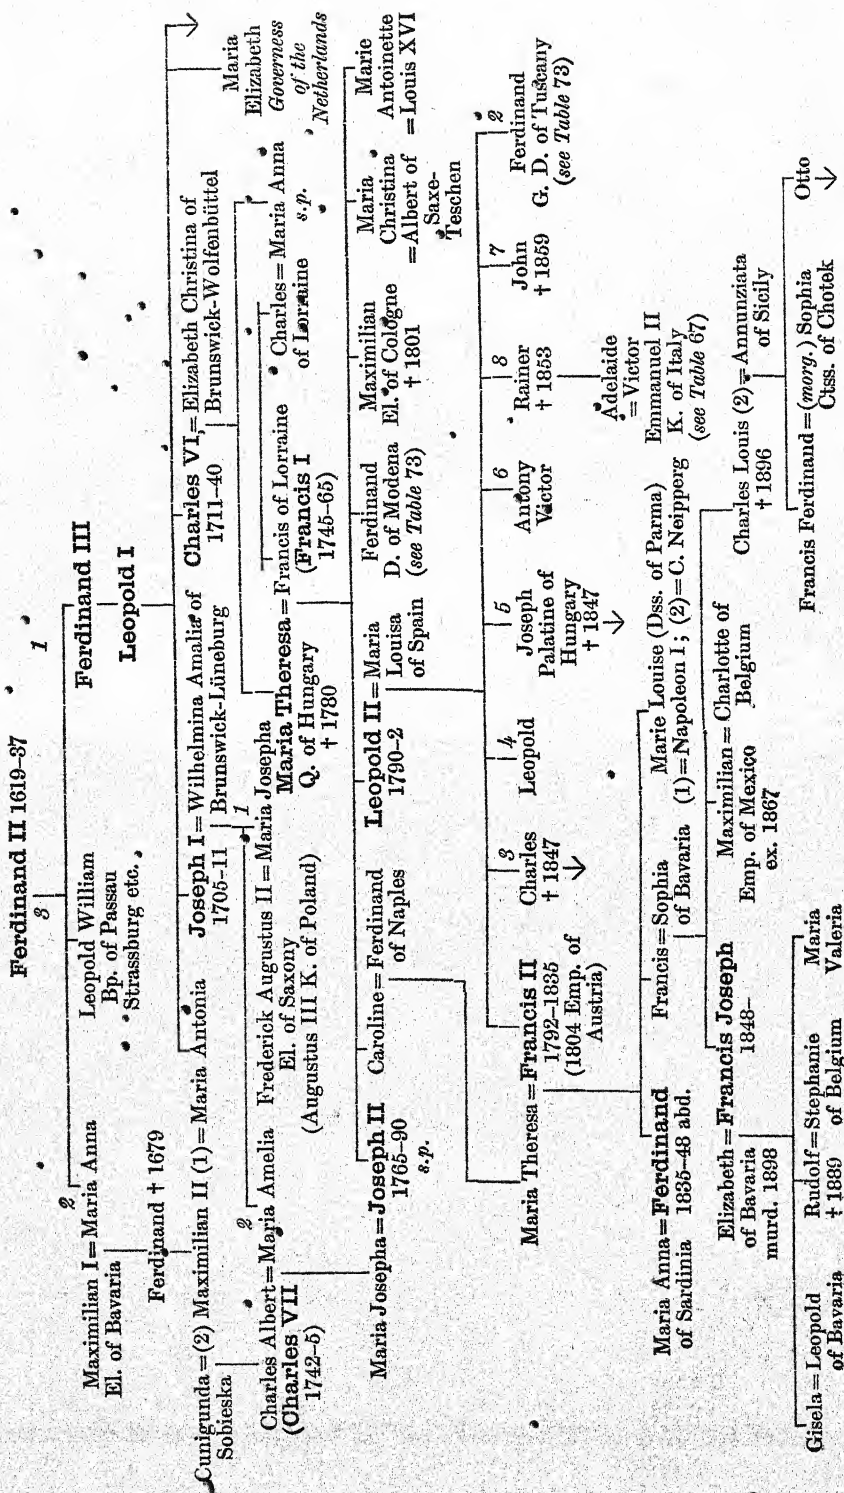 Ferdinand II 1619-37
3
1
2
Maximilian I = Maria Anna
El. of Bavaria
Leopold William
Bp. of Passau
Strassburg etc.
Ferdinand III
Ferdinand † 1679
Leopold I
Cunigunda = (2) Maximilian II (1) = Maria Antonia
Sobieska
Joseph I = Wilhelmina Amalia of
1705-11
Brunswick-Lüneburg
Charles VI, = Elizabeth Christina of
1711-40
Brunswick-Wolfenbüttel
Maria
Elizabeth
Governess
of the
Netherlands
2
1
Charles Albert = Maria Amelia
(Charles VII
1742-5)
Frederick Augustus II = Maria Josepha
El. of Saxony
(Augustus III K. of Poland)
Maria Theresa = Francis of Lorraine
Q. of Hungary
† 1780
(Francis I
1745-65)
Charles = Maria Anna
of Lorraine
s.p.
Maria Josepha = Joseph II
1765-90
s.p.
Caroline = Ferdinand
of Naples
Leopold II = Maria
1790-2
Louisa
of Spain
Ferdinand
D. of Modena
(see Table 73)
Maximilian
El. of Cologne
† 1801
Maria
Christina
= Albert of
Saxe-
Teschen
Marie
Antoinette
= Louis XVI
Maria Theresa = Francis II
1792-1835
(1804 Emp. of
Austria)
3
Charles
† 1847
4
Leopold
5
Joseph
Palatine of
Hungary
† 1847
6
Antony
Victor
8
Rainer
† 1853
7
John
† 1859
2
Ferdinand
G. D. of Tuscany
(see Table 73)
Adelaide
= Victor
Emmanuel II
K. of Italy
(see Table 67)
Maria Anna = Ferdinand
of Sardinia
1835-48 abd.
Francis = Sophia
of Bavaria
Marie Louise (Dss. of Parma)
(1) = Napoleon I; (2) = C. Neipperg
Elizabeth = Francis Joseph
of Bavaria
murd. 1898
1848-
Maximilian = Charlotte of
Emp. of Mexico
Belgium
ex. 1867
Charles Louis (2) = Annunziata
† 1896
of Sicily
Gisela = Leopold
of Bavaria
Rudolf = Stephanie
† 1889
of Belgium
Maria
Valeria
Francis Ferdinand = (morg.) Sophia
Ctss. of Chotek
Otto